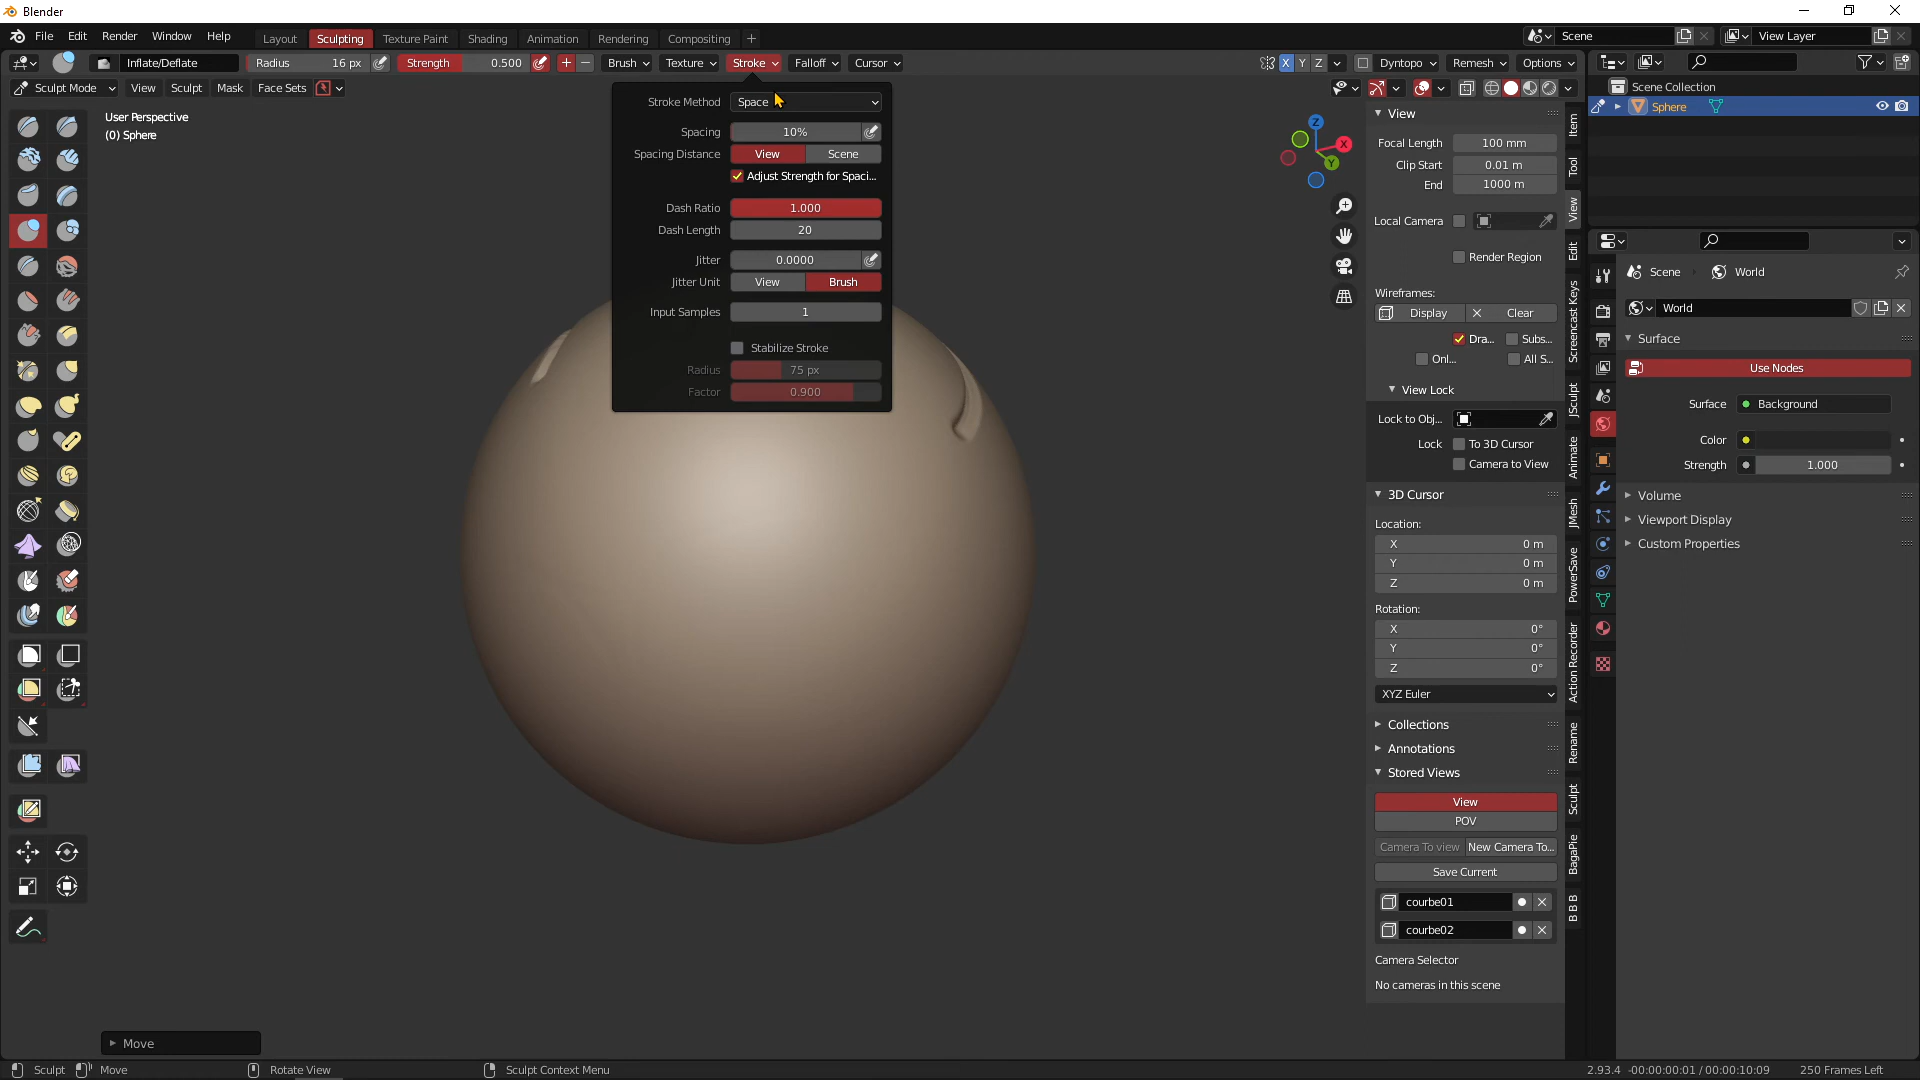 Blender
File Edit Render Window Help
Layout Sculpting Texture Paint Shading Animation Rendering Compositing +
Scene
View Layer
Inflate/Deflate
Radius 16 px
Strength 0.500
Brush Texture Stroke Falloff Cursor
X Y Z
Dyntopo Remesh Options
Sculpt Mode View Sculpt Mask Face Sets
User Perspective
(0) Sphere
Stroke Method Space
Spacing 10%
Spacing Distance View Scene
Adjust Strength for Spaci...
Dash Ratio 1.000
Dash Length 20
Jitter 0.0000
Jitter Unit View Brush
Input Samples 1
Stabilize Stroke
Radius 75 px
Factor 0.900
Z
X
Y
View
Focal Length 100 mm
Clip Start 0.01 m
End 1000 m
Local Camera
Render Region
Wireframes:
Display Clear
Dra... Subs...
Onl... All S...
View Lock
Lock to Obj...
Lock To 3D Cursor
Camera to View
3D Cursor
Location:
X 0 m
Y 0 m
Z 0 m
Rotation:
X 0°
Y 0°
Z 0°
XYZ Euler
Collections
Annotations
Stored Views
View
POV
Camera To view New Camera To...
Save Current
courbe01
courbe02
Camera Selector
No cameras in this scene
Item
Tool
View
Edit
Screencast Keys
JSculpt
Animate
JMesh
PowerSave
Action Recorder
Rename
Sculpt
BagaPie
B B B
Scene Collection
Sphere
Scene World
World
Surface
Use Nodes
Surface Background
Color
Strength 1.000
Volume
Viewport Display
Custom Properties
Move
Sculpt Move Rotate View Sculpt Context Menu
2.93.4 -00:00:00:01 / 00:00:10:09 250 Frames Left